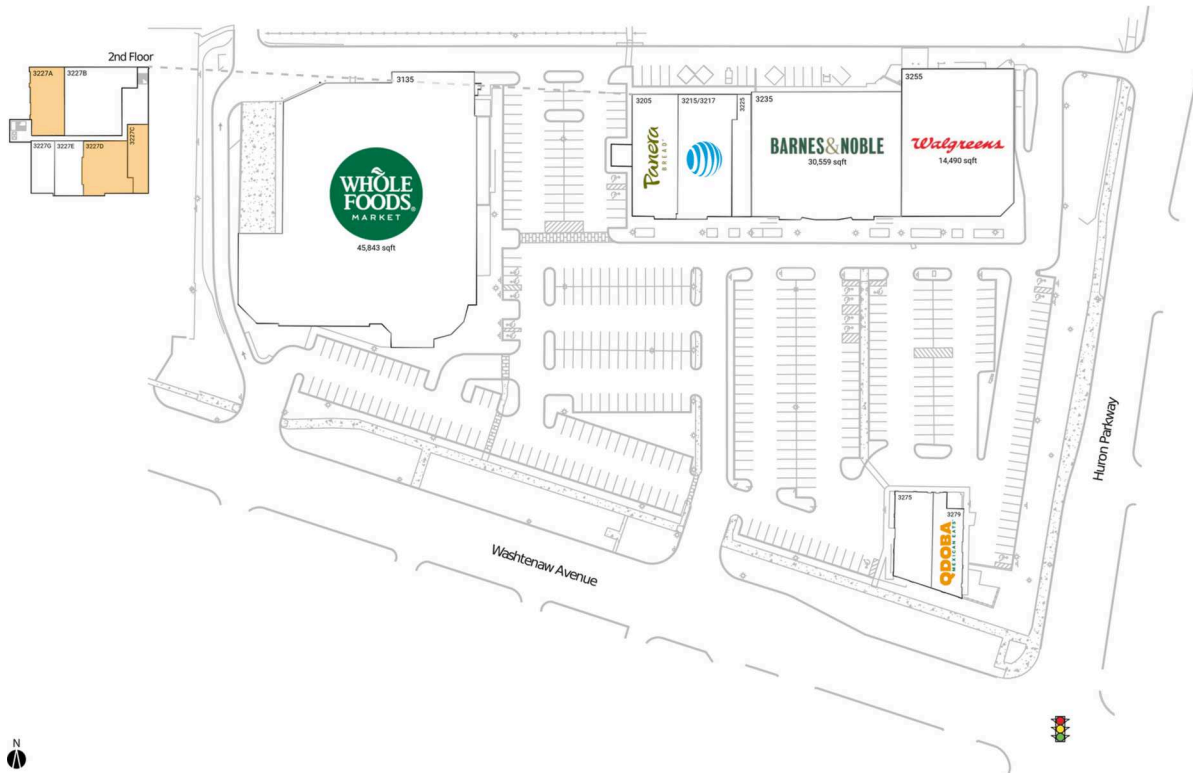 2nd Floor
3227A
3227B
3227C
3227G
3227E
3227D
3135
WHOLE
FOODS
MARKET
45,843 sqft
3205
Panera
BREAD
3215/3217
3225
3235
BARNES&NOBLE
30,559 sqft
3255
Walgreens
14,490 sqft
Huron Parkway
3275
3279
QDOBA
MEXICAN EATS
Washtenaw Avenue
N